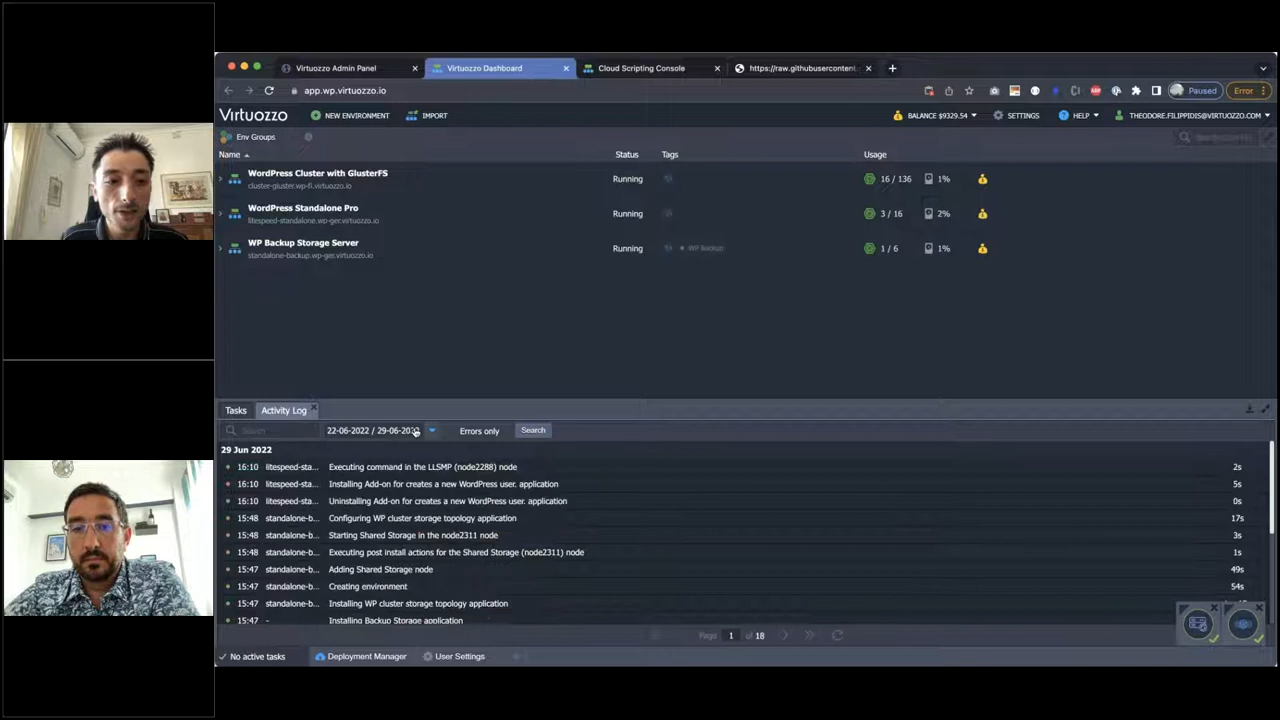 Virtuozzo Admin Panel
Virtuozzo Dashboard
Cloud Scripting Console
https://raw.githubusercontent
app.wp.virtuozzo.io
Paused
Error
Virtuozzo
NEW ENVIRONMENT
IMPORT
BALANCE $9329.54
SETTINGS
HELP
THEODORE.FILIPPIDIS@VIRTUOZZO.COM
Env Groups
Name
Status
Tags
Usage
WordPress Cluster with GlusterFS
cluster-gluster.wp-fi.virtuozzo.io
Running
16 / 136
1%
WordPress Standalone Pro
litespeed-standalone.wp-ger.virtuozzo.io
Running
3 / 16
2%
WP Backup Storage Server
standalone-backup.wp-ger.virtuozzo.io
Running
WP Backup
1 / 6
1%
Tasks
Activity Log
Search
22-06-2022 / 29-06-2022
Errors only
Search
29 Jun 2022
16:10 litespeed-sta... Executing command in the LLSMP (node2288) node 2s
16:10 litespeed-sta... Installing Add-on for creates a new WordPress user. application 5s
16:10 litespeed-sta... Uninstalling Add-on for creates a new WordPress user. application 0s
15:48 standalone-b... Configuring WP cluster storage topology application 17s
15:48 standalone-b... Starting Shared Storage in the node2311 node 3s
15:48 standalone-b... Executing post install actions for the Shared Storage (node2311) node 1s
15:47 standalone-b... Adding Shared Storage node 49s
15:47 standalone-b... Creating environment 54s
15:47 standalone-b... Installing WP cluster storage topology application
15:47 - Installing Backup Storage application
Page 1 of 18
No active tasks
Deployment Manager
User Settings